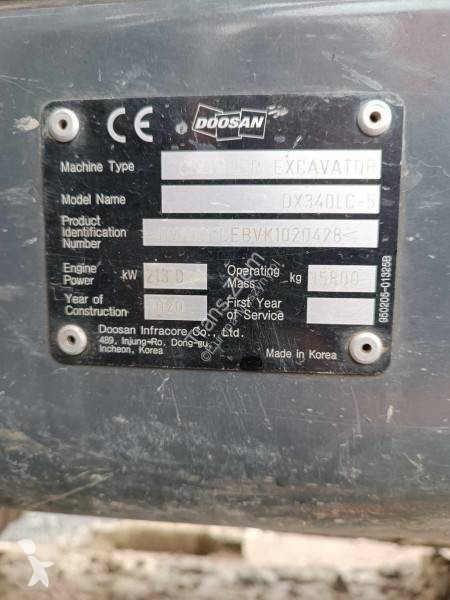 CE DOOSAN
Machine Type EXCAVATOR
Model Name DX340LC-5
Product
Identification
Number EBVK1020428<
Engine
Power kW 213.0 Operating
Mass kg
Year of
Construction First Year
of Service
Doosan Infracore Co., Ltd.
489, Injung-Ro, Dong-gu,
Incheon, Korea
Made in Korea
950205-01325B